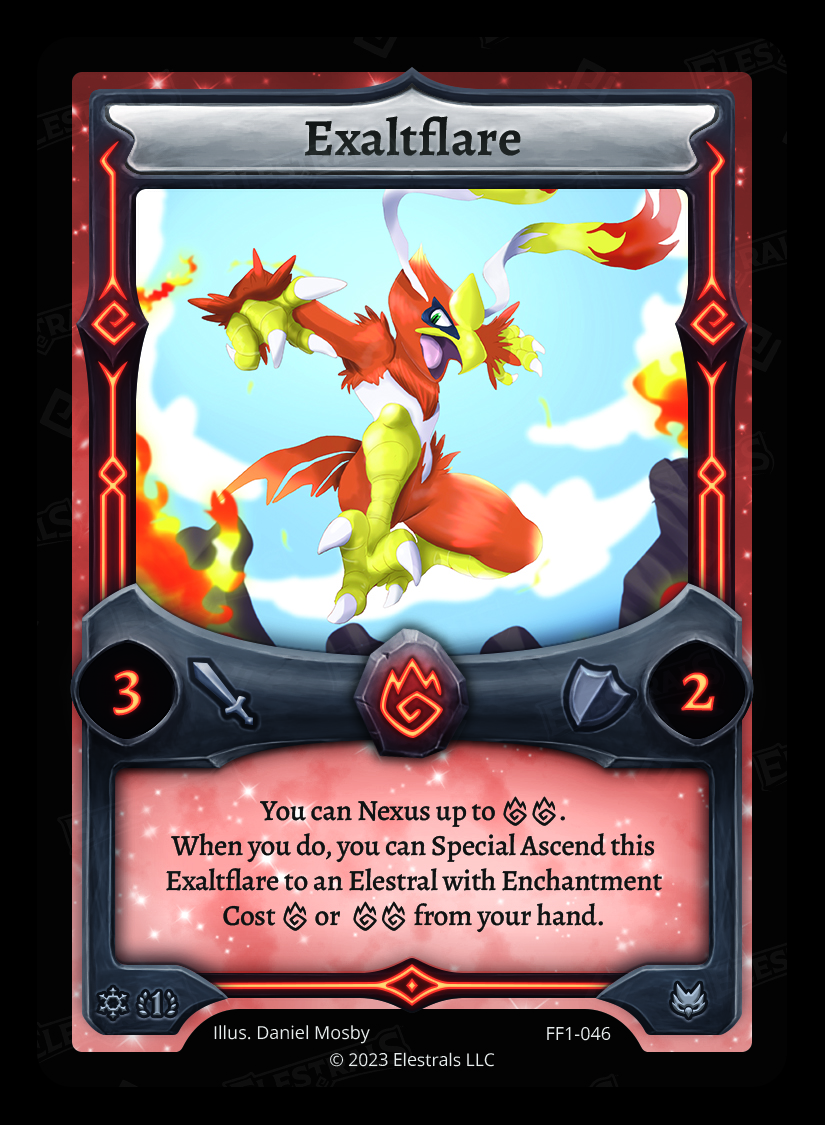 Exaltflare
3
2
You can Nexus up to .
When you do, you can Special Ascend this
Exaltflare to an Elestral with Enchantment
Cost or from your hand.
1
Illus. Daniel Mosby
FF1-046
© 2023 Elestrals LLC